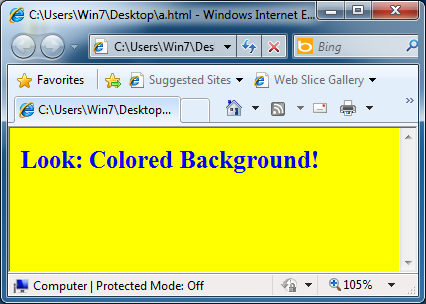 C:\Users\Win7\Desktop\a.html - Windows Internet E...
C:\Users\Win7\Des
Bing
Favorites
Suggested Sites
Web Slice Gallery
C:\Users\Win7\Desktop...
»
Look: Colored Background!
Computer | Protected Mode: Off
105%